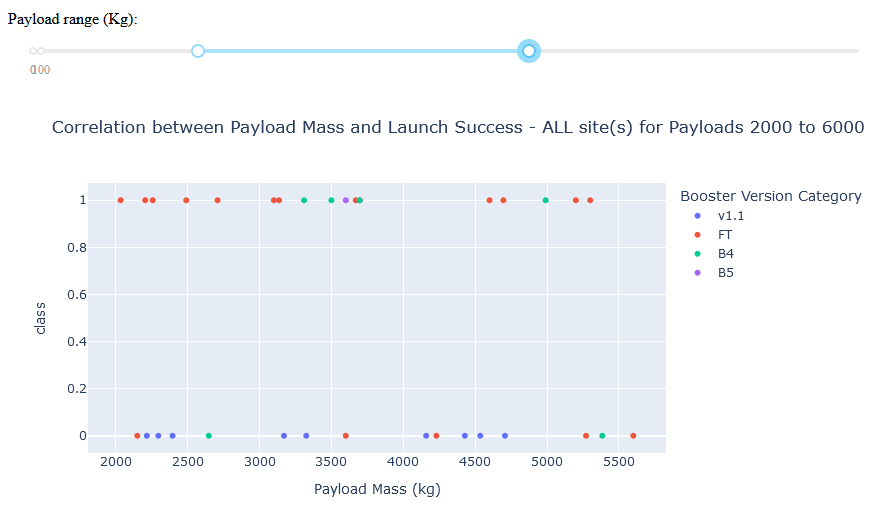 Payload range (Kg):
0 100
Correlation between Payload Mass and Launch Success - ALL site(s) for Payloads 2000 to 6000
Booster Version Category
v1.1
FT
B4
B5
1
0.8
0.6
0.4
0.2
0
class
2000 2500 3000 3500 4000 4500 5000 5500
Payload Mass (kg)